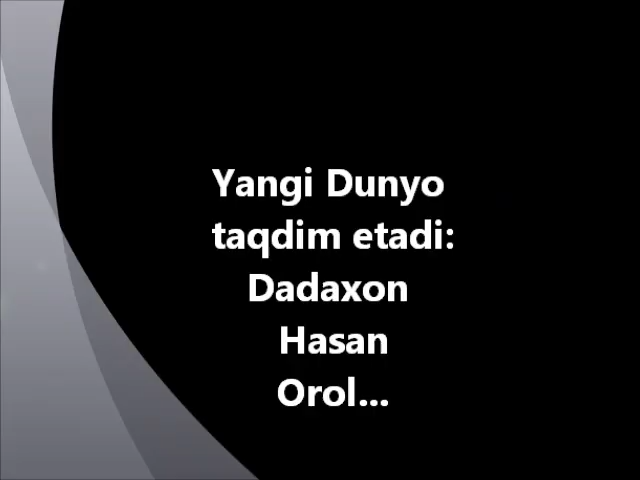 Yangi Dunyo
taqdim etadi:
Dadaxon
Hasan
Orol...